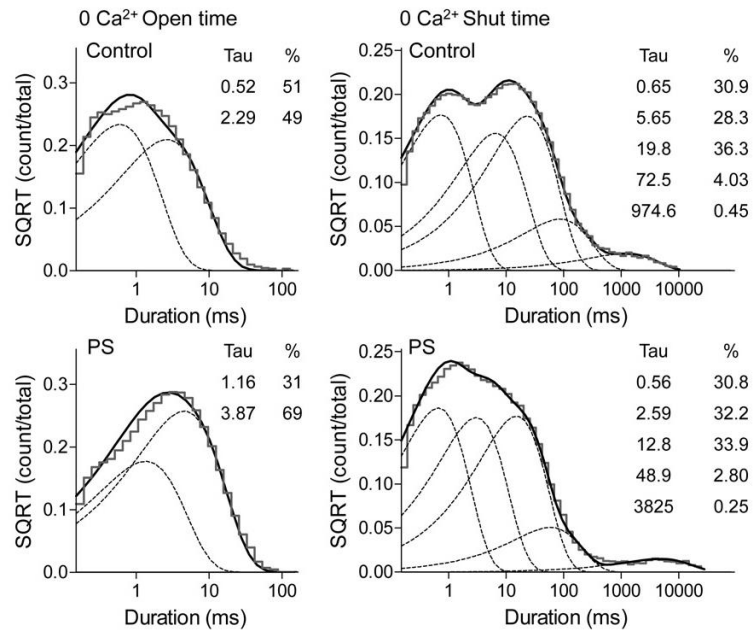 0 Ca²⁺ Open time
Control
Tau %
0.52 51
2.29 49
0.3
0.2
0.1
0.0
SQRT (count/total)
1 10 100
Duration (ms)
0 Ca²⁺ Shut time
Control
Tau %
0.65 30.9
5.65 28.3
19.8 36.3
72.5 4.03
974.6 0.45
0.25
0.20
0.15
0.10
0.05
0.00
SQRT (count/total)
1 10 100 1000 10000
Duration (ms)
PS
Tau %
1.16 31
3.87 69
0.3
0.2
0.1
0.0
SQRT (count/total)
1 10 100
Duration (ms)
PS
Tau %
0.56 30.8
2.59 32.2
12.8 33.9
48.9 2.80
3825 0.25
0.25
0.20
0.15
0.10
0.05
0.00
SQRT (count/total)
1 10 100 1000 10000
Duration (ms)